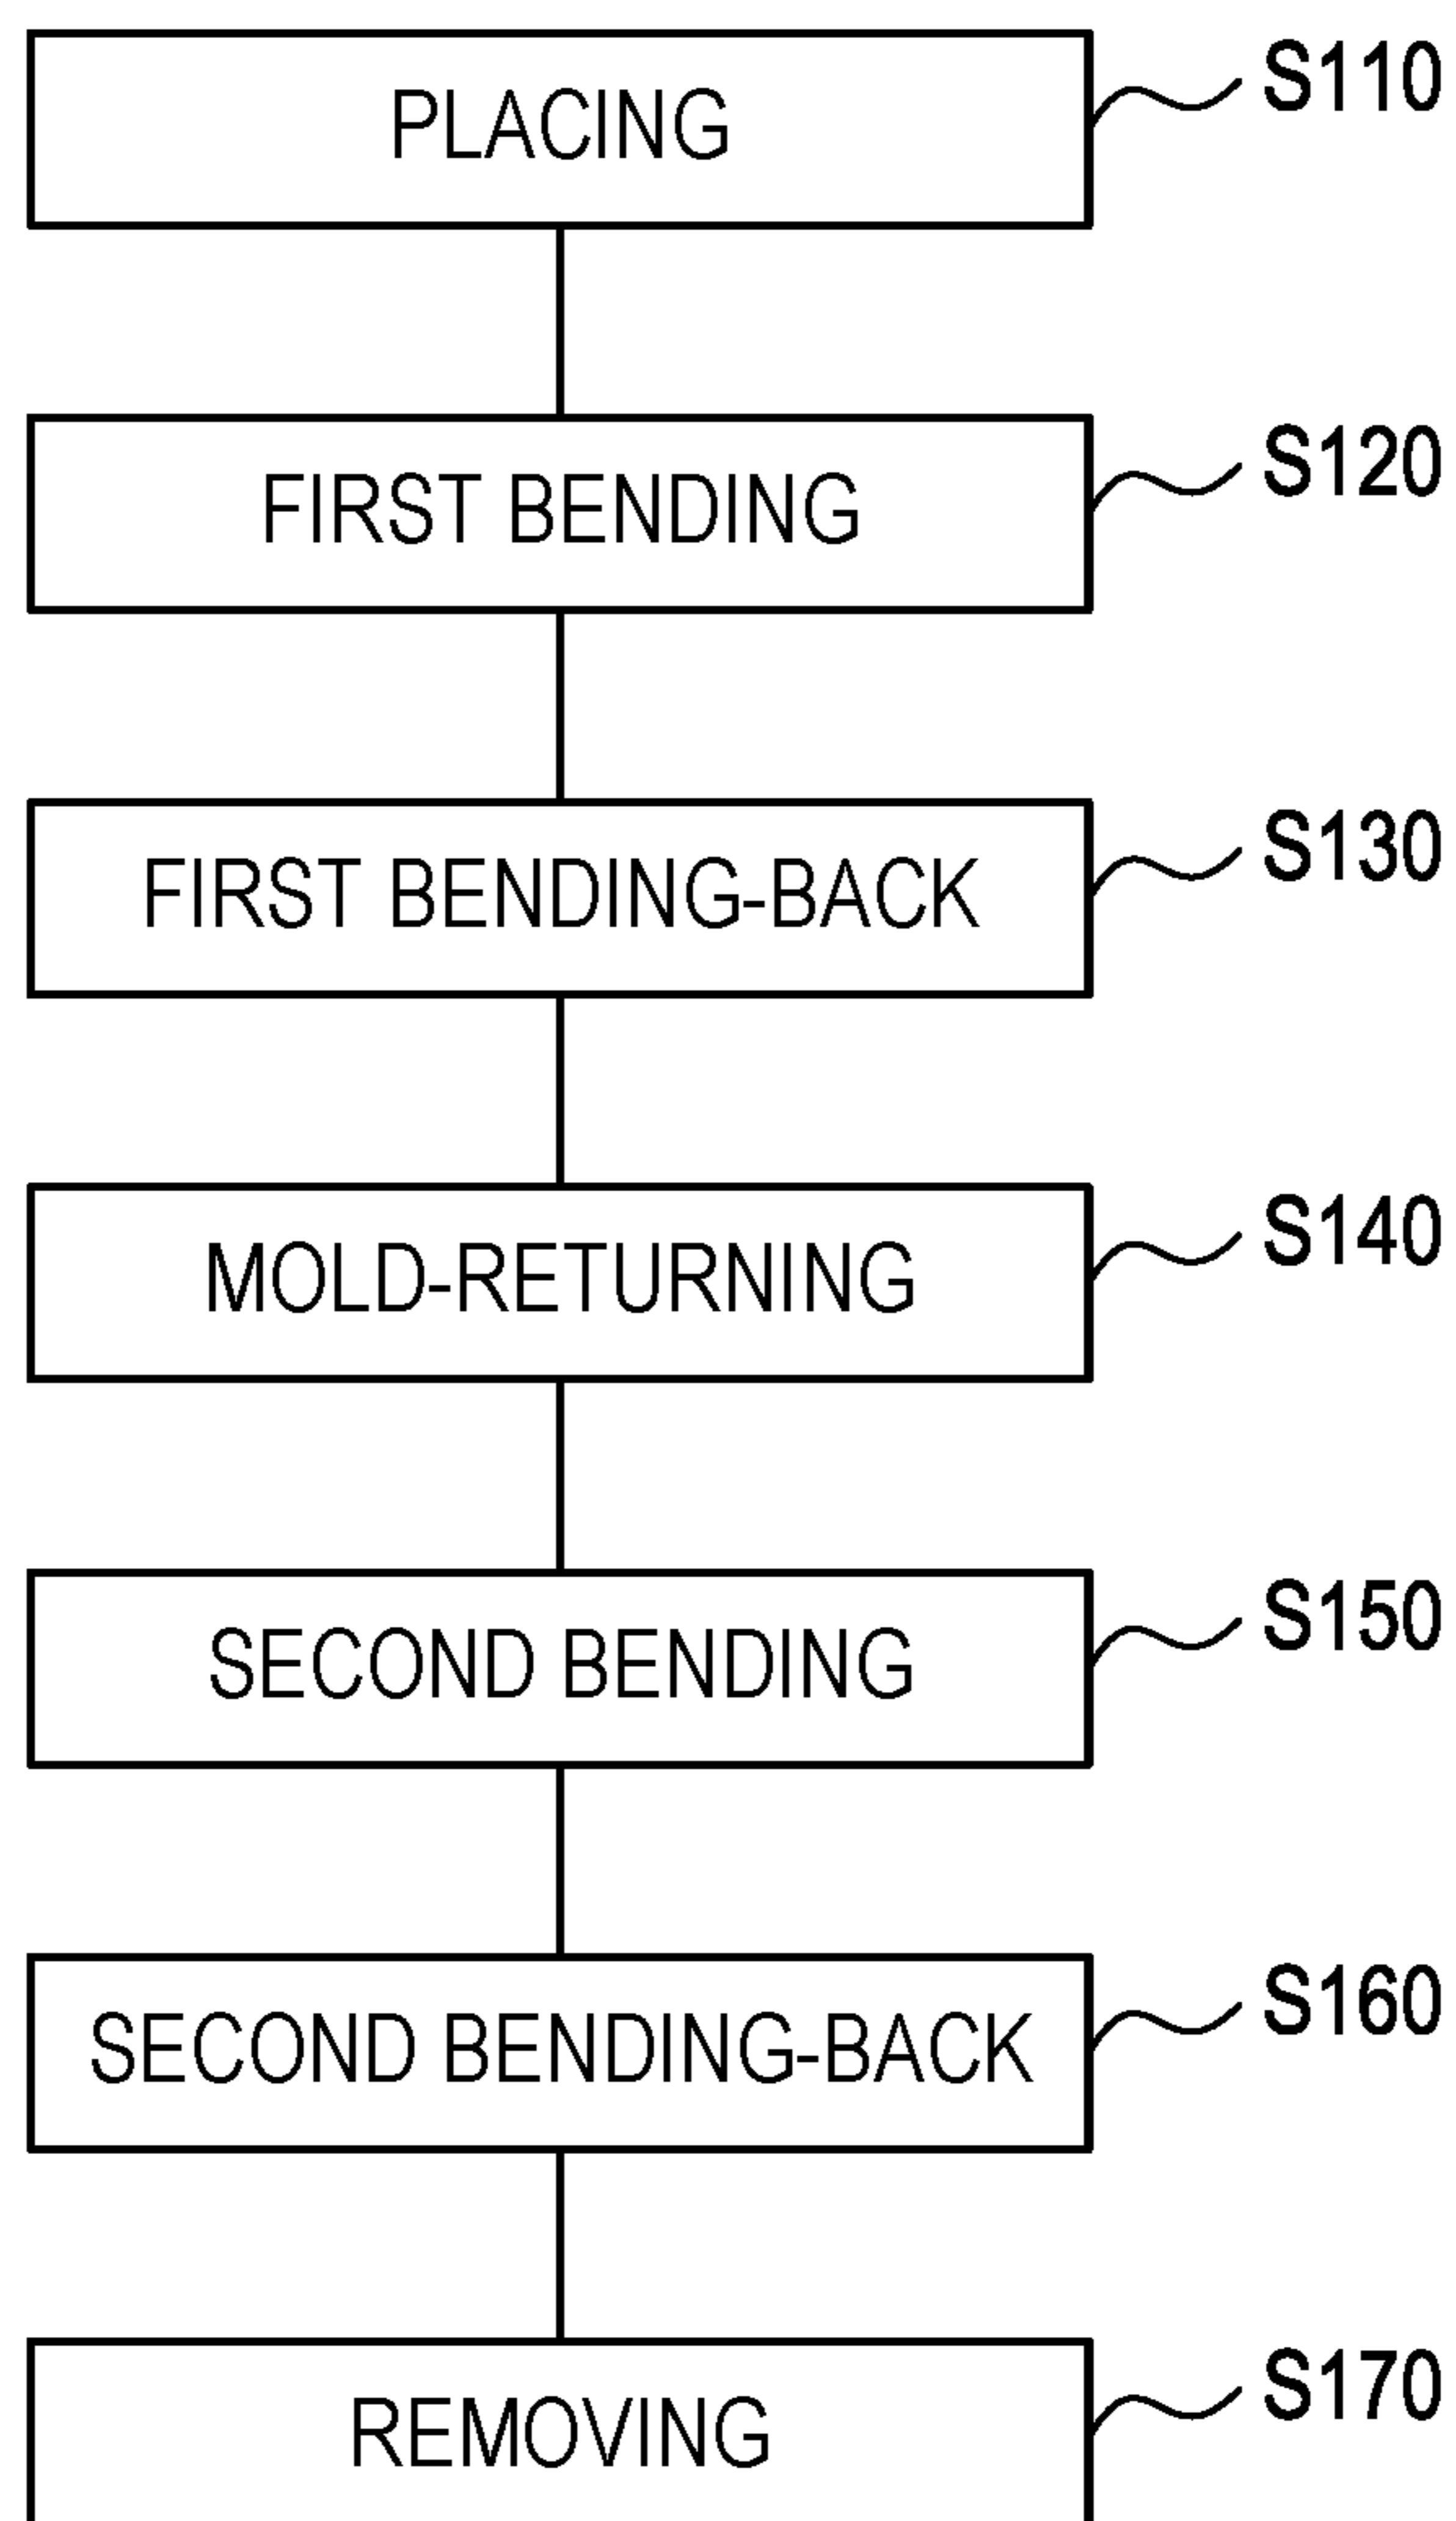 PLACING S110
FIRST BENDING S120
FIRST BENDING-BACK S130
MOLD-RETURNING S140
SECOND BENDING S150
SECOND BENDING-BACK S160
REMOVING S170